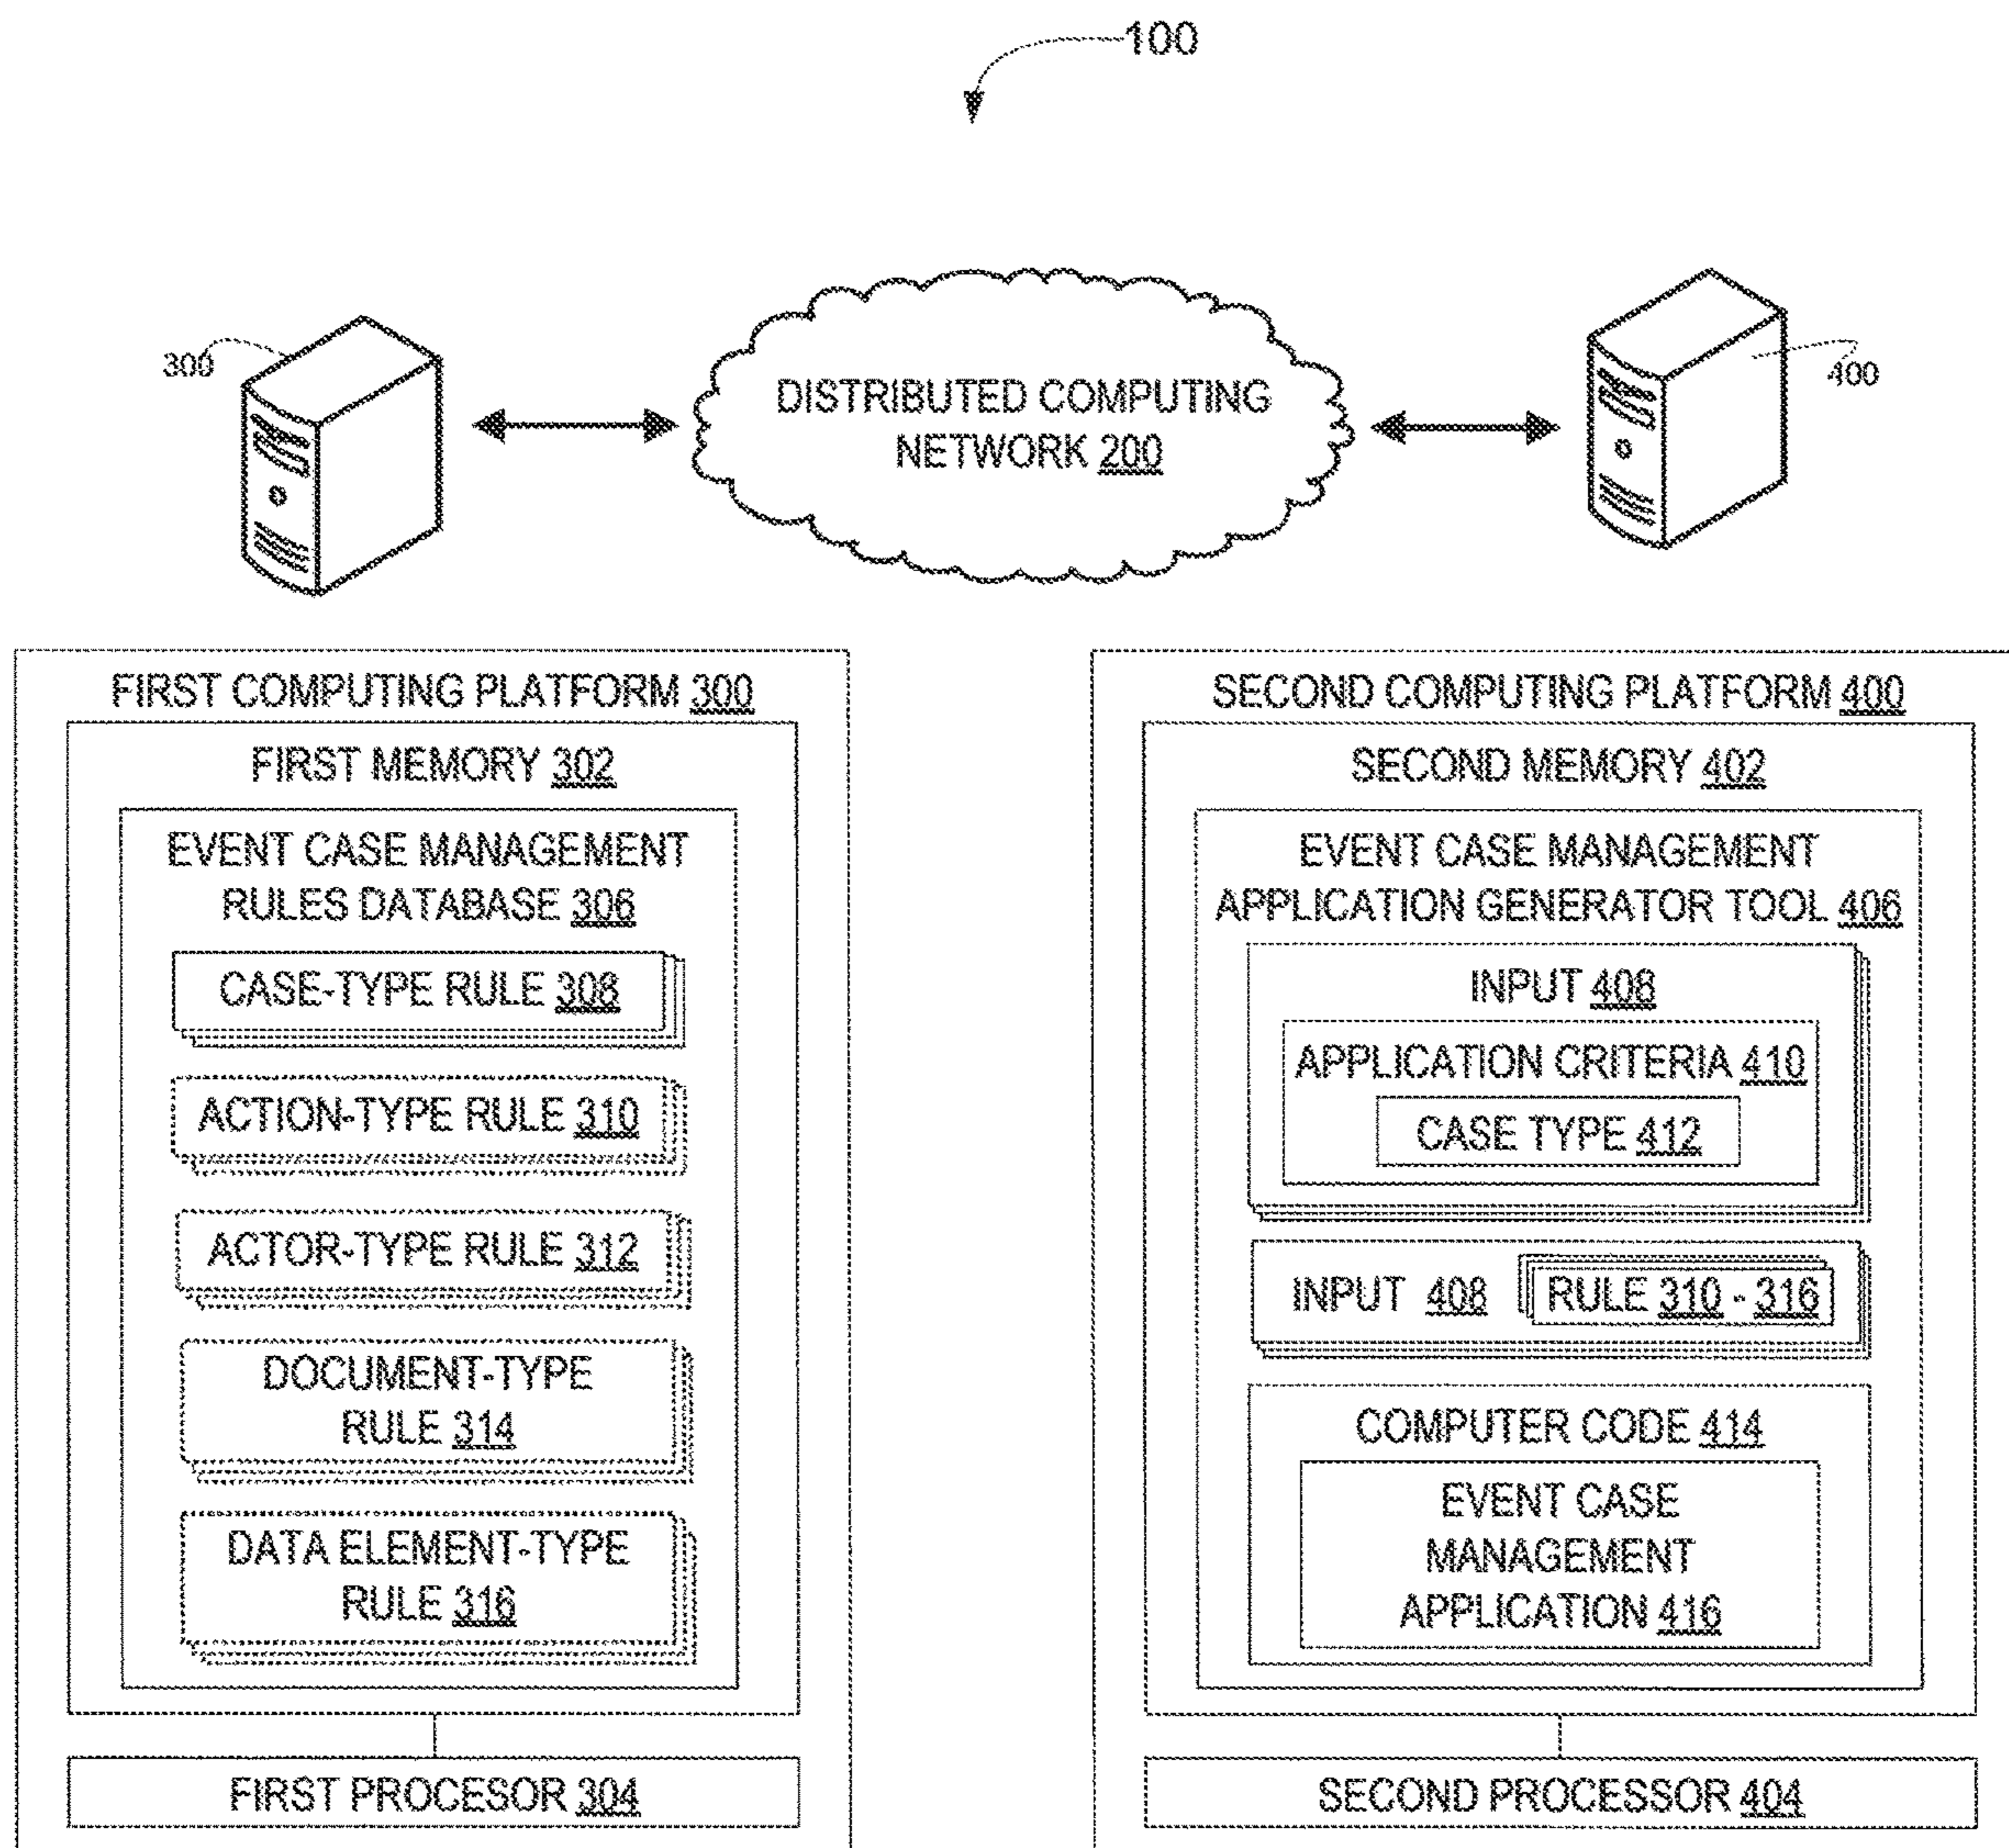 100
300
DISTRIBUTED COMPUTING
NETWORK 200
400
FIRST COMPUTING PLATFORM 300
FIRST MEMORY 302
EVENT CASE MANAGEMENT
RULES DATABASE 306
CASE-TYPE RULE 308
ACTION-TYPE RULE 310
ACTOR-TYPE RULE 312
DOCUMENT-TYPE
RULE 314
DATA ELEMENT-TYPE
RULE 316
FIRST PROCESOR 304
SECOND COMPUTING PLATFORM 400
SECOND MEMORY 402
EVENT CASE MANAGEMENT
APPLICATION GENERATOR TOOL 406
INPUT 408
APPLICATION CRITERIA 410
CASE TYPE 412
INPUT 408 RULE 310 - 316
COMPUTER CODE 414
EVENT CASE
MANAGEMENT
APPLICATION 416
SECOND PROCESSOR 404